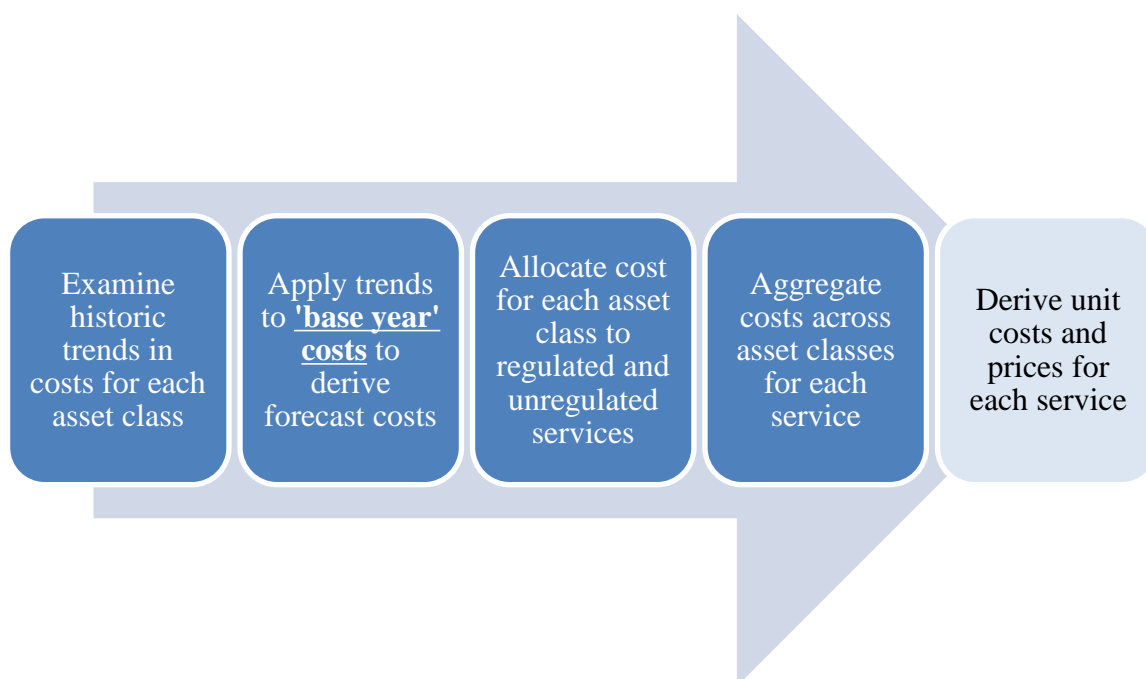 Examine
historic
trends in
costs for each
asset class
Apply trends
to 'base year'
costs to
derive
forecast costs
Allocate cost
for each asset
class to
regulated and
unregulated
services
Aggregate
costs across
asset classes
for each
service
Derive unit
costs and
prices for
each service